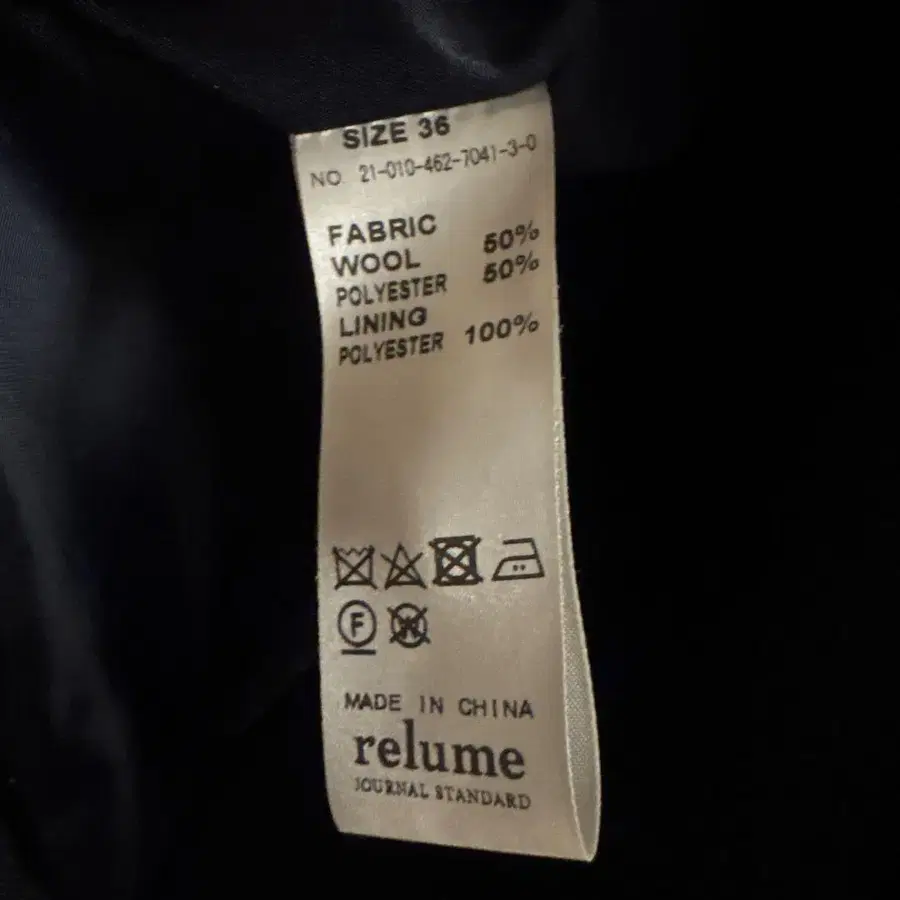 SIZE 36
NO. 21-010-462-7041-3-0
FABRIC
WOOL 50%
POLYESTER 50%
LINING
POLYESTER 100%
F
W
MADE IN CHINA
relume
JOURNAL STANDARD